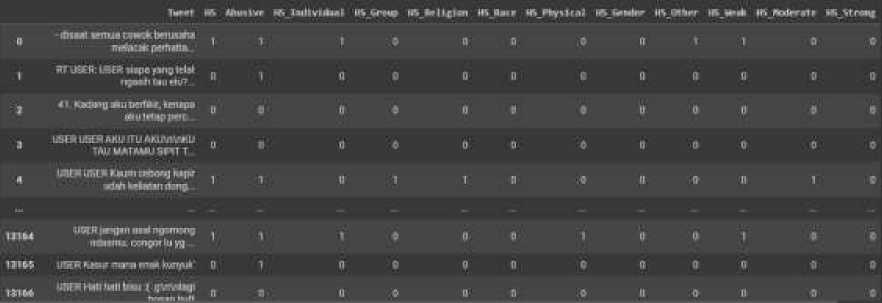 Tweet HS Abusive HS_Individual HS_Group HS_Religion HS_Race HS_Physical HS_Gender HS_Other HS_Weak HS_Moderate HS_Strong
0 - disaat semua cowok berusaha melacak perhatia... 1 1 1 0 0 0 0 0 1 1 0 0
1 RT USER: USER siapa yang telat ngasih tau elu?... 0 1 0 0 0 0 0 0 0 0 0 0
2 41. Kadang aku berfikir, kenapa aku tetap perc... 0 0 0 0 0 0 0 0 0 0 0 0
3 USER USER AKU ITU AKU\n\nKU TAU MATAMU SIPIT T... 0 0 0 0 0 0 0 0 0 0 0 0
4 USER USER Kaum cebong kapir udah keliatan dong... 1 1 0 1 1 0 0 0 0 0 1 0
... ... ... ... ... ... ... ... ... ... ... ... ... ...
13164 USER jangan asal ngomong ndasmu. congor lu yg ... 1 1 1 0 0 0 1 0 0 1 0 0
13165 USER Kasur mana enak kunyuk' 0 1 0 0 0 0 0 0 0 0 0 0
13166 USER Hati hati bisu :( .g\n\nlagi 0 0 0 0 0 0 0 0 0 0 0 0